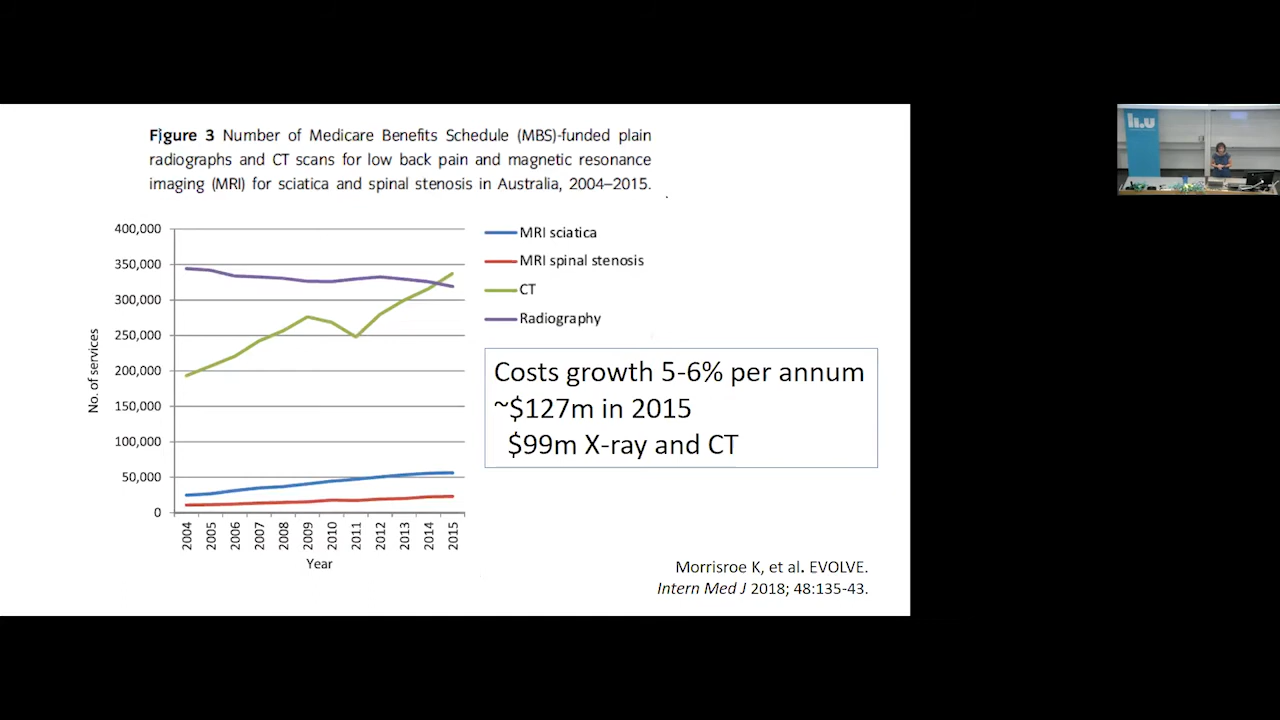 Figure 3 Number of Medicare Benefits Schedule (MBS)-funded plain
radiographs and CT scans for low back pain and magnetic resonance
imaging (MRI) for sciatica and spinal stenosis in Australia, 2004–2015.
400,000
350,000
300,000
250,000
200,000
150,000
100,000
50,000
0
No. of services
2004
2005
2006
2007
2008
2009
2010
2011
2012
2013
2014
2015
Year
MRI sciatica
MRI spinal stenosis
CT
Radiography
Costs growth 5-6% per annum
~$127m in 2015
$99m X-ray and CT
Morrisroe K, et al. EVOLVE.
Intern Med J 2018; 48:135-43.